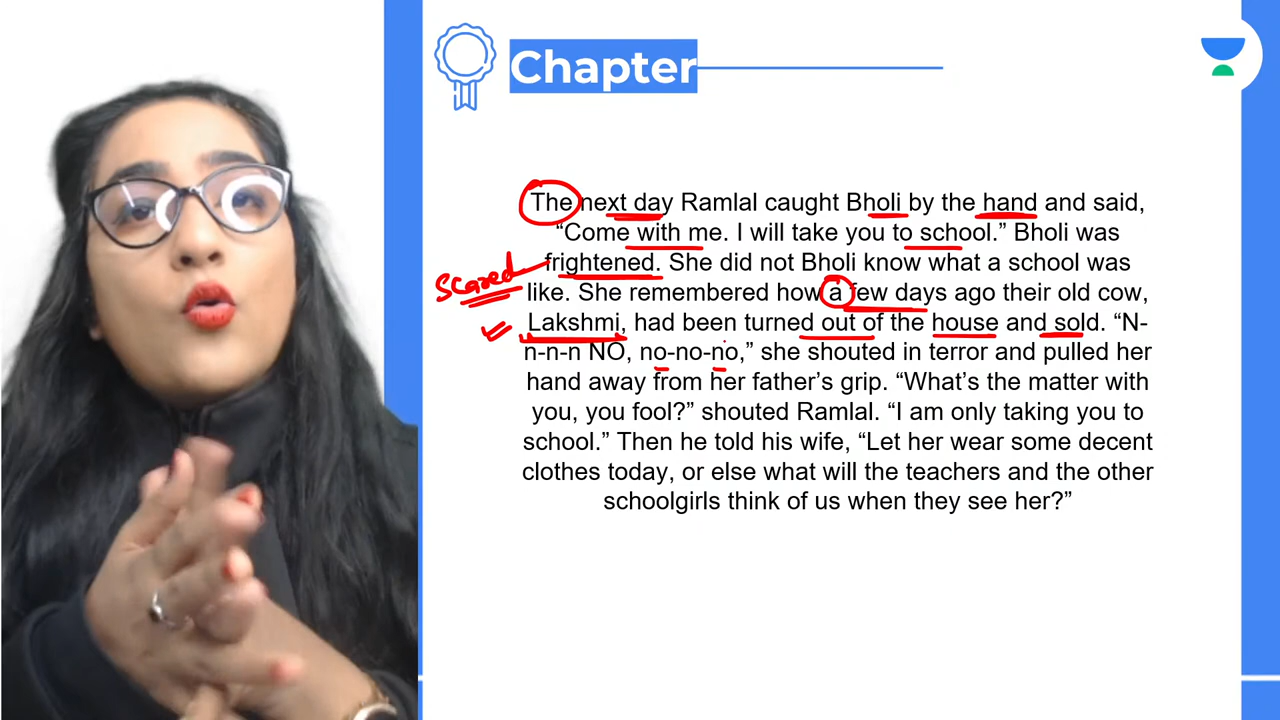 Chapter
The next day Ramlal caught Bholi by the hand and said,
“Come with me. I will take you to school.” Bholi was
frightened. She did not Bholi know what a school was
Scared
like. She remembered how a few days ago their old cow,
Lakshmi, had been turned out of the house and sold. “N-
n-n-n NO, no-no-no,” she shouted in terror and pulled her
hand away from her father’s grip. “What’s the matter with
you, you fool?” shouted Ramlal. “I am only taking you to
school.” Then he told his wife, “Let her wear some decent
clothes today, or else what will the teachers and the other
schoolgirls think of us when they see her?”